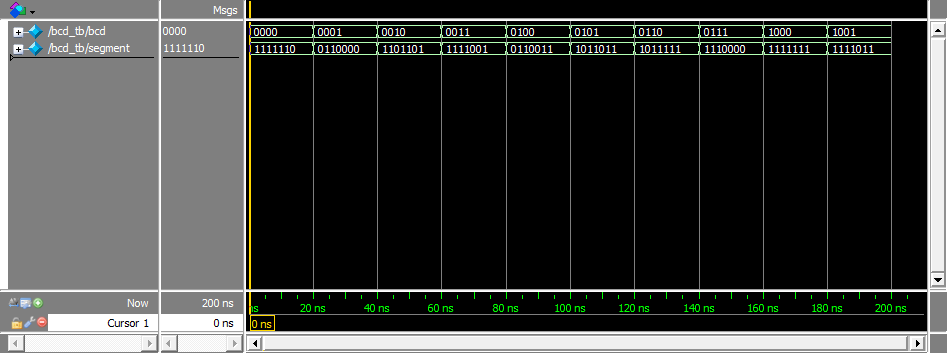 Msgs
/bcd_tb/bcd 0000 0000 0001 0010 0011 0100 0101 0110 0111 1000 1001
/bcd_tb/segment 1111110 1111110 0110000 1101101 1111001 0110011 1011011 1011111 1110000 1111111 1111011
Now 200 ns ns 20 ns 40 ns 60 ns 80 ns 100 ns 120 ns 140 ns 160 ns 180 ns 200 ns
Cursor 1 0 ns 0 ns